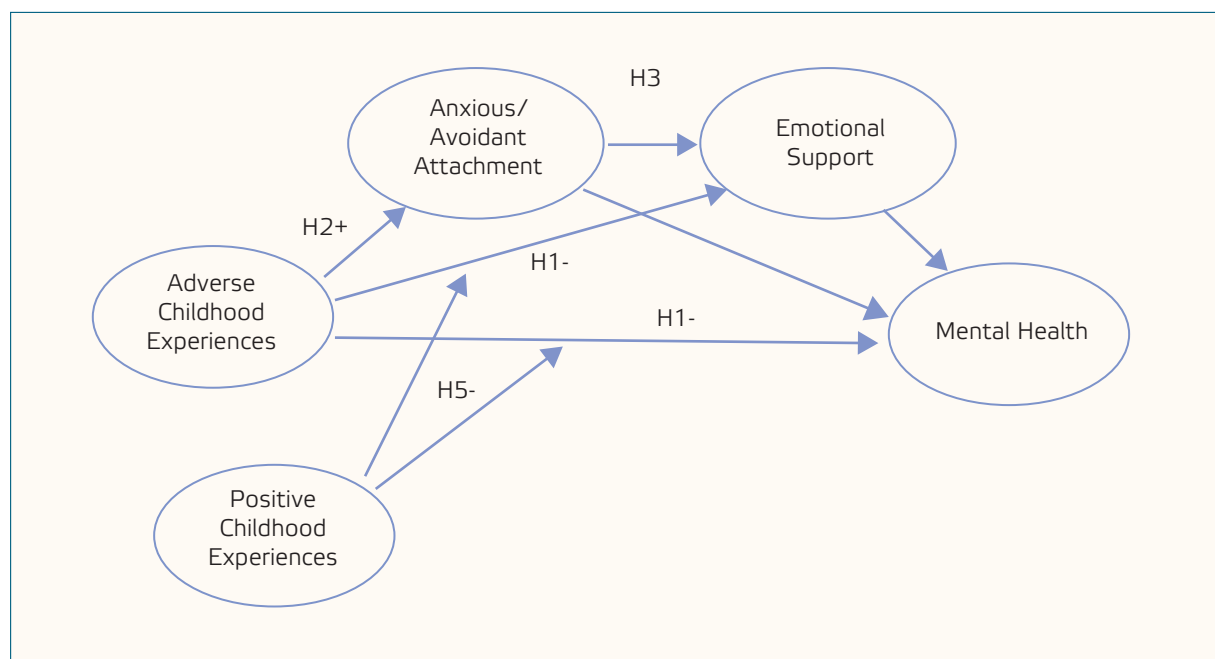 H3
Anxious/
Avoidant
Attachment
Emotional
Support
H2+
H1-
Adverse
Childhood
Experiences
H1-
Mental Health
H5-
Positive
Childhood
Experiences